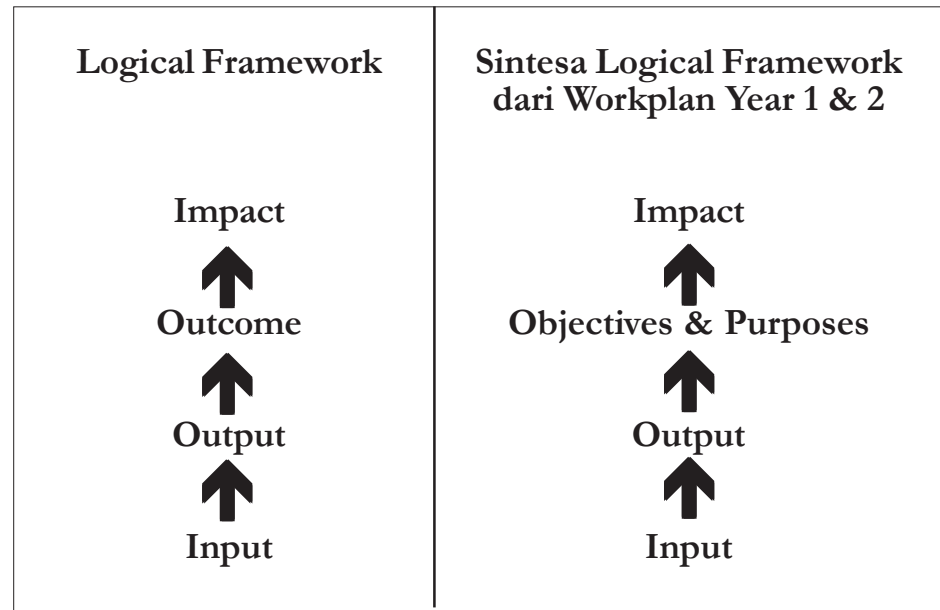 Logical Framework
Impact
Outcome
Output
Input
Sintesa Logical Framework
dari Workplan Year 1 & 2
Impact
Objectives & Purposes
Output
Input